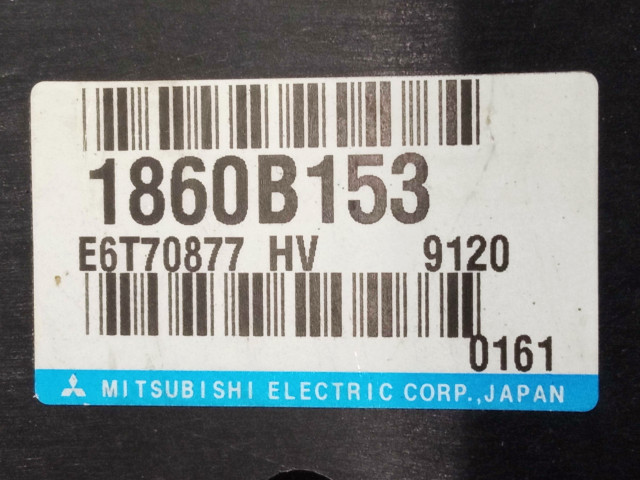 1860B153
E6T70877 HV 9120
0161
MITSUBISHI ELECTRIC CORP.,JAPAN